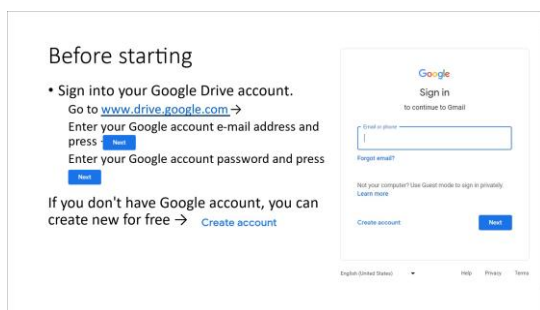 Before starting
• Sign into your Google Drive account.
Go to www.drive.google.com →
Enter your Google account e-mail address and
press - Next
Enter your Google account password and press
Next
If you don't have Google account, you can
create new for free → Create account
Google
Sign in
to continue to Gmail
Email or phone
Forgot email?
Not your computer? Use Guest mode to sign in privately.
Learn more
Create account
Next
English (United States)
Help Privacy Terms